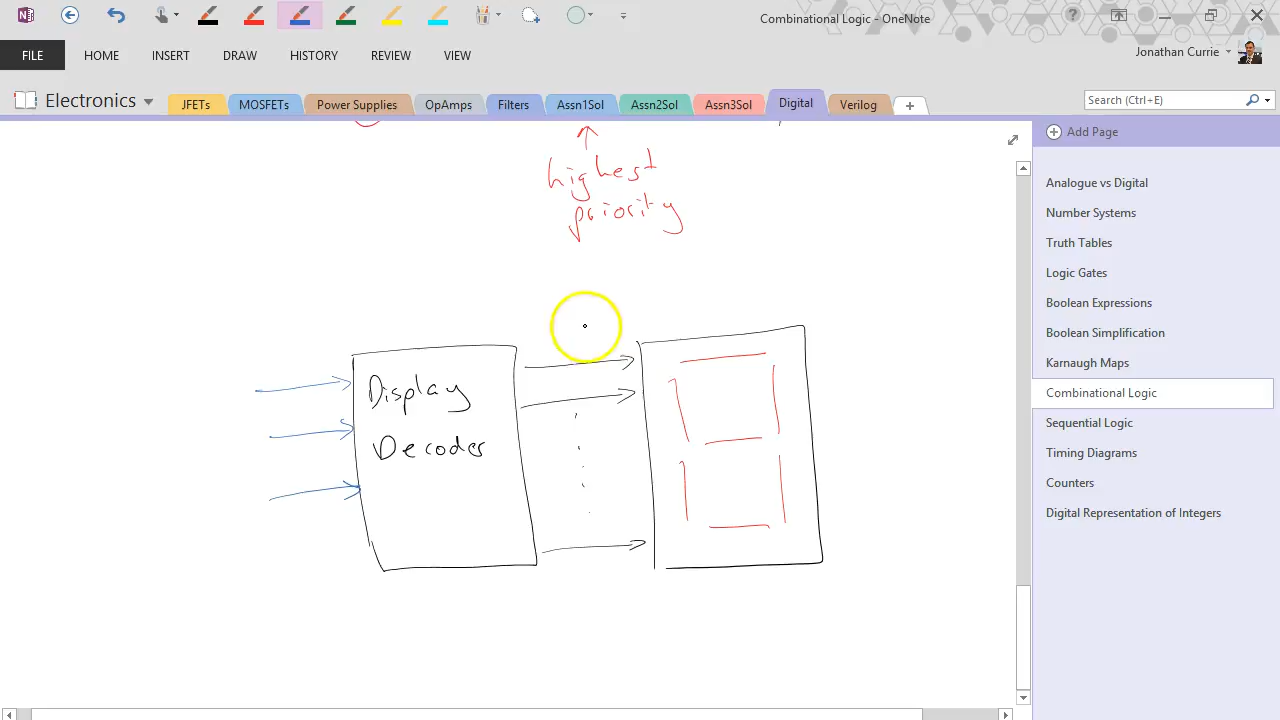 Combinational Logic - OneNote
?
Jonathan Currie
FILE HOME INSERT DRAW HISTORY REVIEW VIEW
Electronics
JFETs MOSFETs Power Supplies OpAmps Filters Assn1Sol Assn2Sol Assn3Sol Digital Verilog
Search (Ctrl+E)
Add Page
Analogue vs Digital
Number Systems
Truth Tables
Logic Gates
Boolean Expressions
Boolean Simplification
Karnaugh Maps
Combinational Logic
Sequential Logic
Timing Diagrams
Counters
Digital Representation of Integers
highest
priority
Display
Decoder